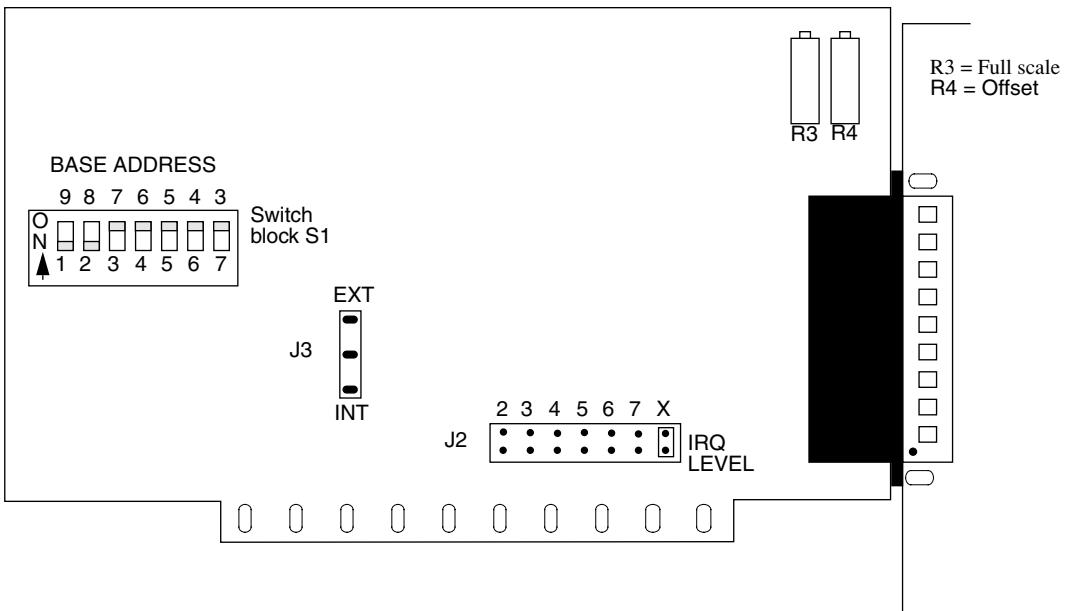 R3 = Full scale
R4 = Offset
R3 R4
BASE ADDRESS
9 8 7 6 5 4 3
ON
1 2 3 4 5 6 7
Switch
block S1
EXT
J3
INT
2 3 4 5 6 7 X
J2
IRQ
LEVEL